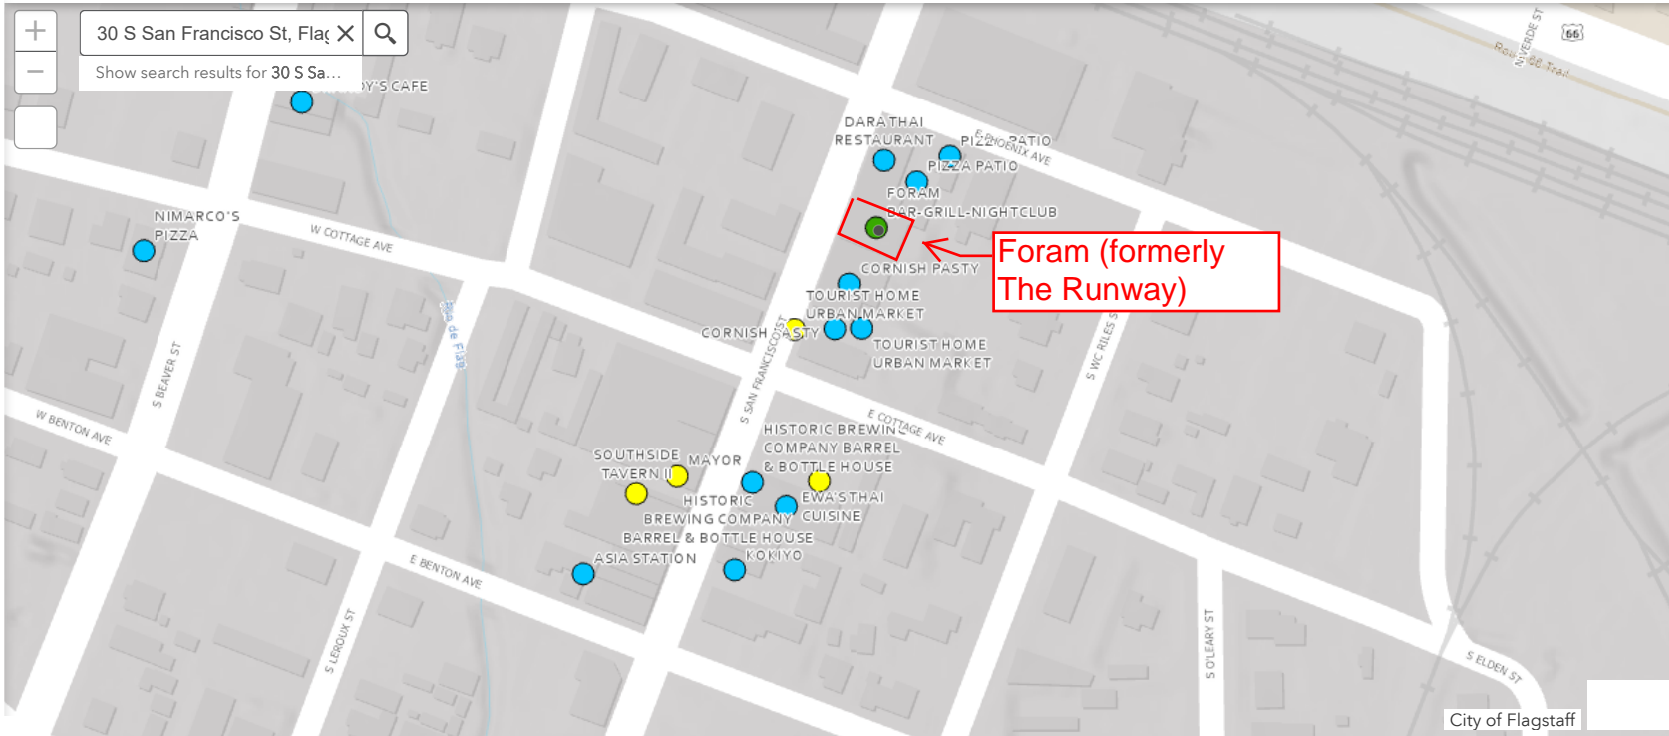 +
30 S San Francisco St, Flag
−
Show search results for 30 S Sa...
Y'S CAFE
N VERDE ST
66
Route 66 Trail
DARA THAI
RESTAURANT
PIZZA PATIO
E PHOENIX AVE
PIZZA PATIO
FORAM
BAR-GRILL-NIGHTCLUB
NIMARCO'S
PIZZA
W COTTAGE AVE
Foram (formerly
The Runway)
CORNISH PASTY
TOURIST HOME
URBAN MARKET
CORNISH PASTY
TOURIST HOME
URBAN MARKET
Rio de Flag
S BEAVER ST
S SAN FRANCISCO ST
S WC RILES ST
W BENTON AVE
E COTTAGE AVE
HISTORIC BREWING
COMPANY BARREL
& BOTTLE HOUSE
SOUTHSIDE
TAVERN II
MAYOR
EWA'S THAI
CUISINE
HISTORIC
BREWING COMPANY
BARREL & BOTTLE HOUSE
ASIA STATION
KOKIYO
E BENTON AVE
S LEROUX ST
S O'LEARY ST
S ELDEN ST
City of Flagstaff